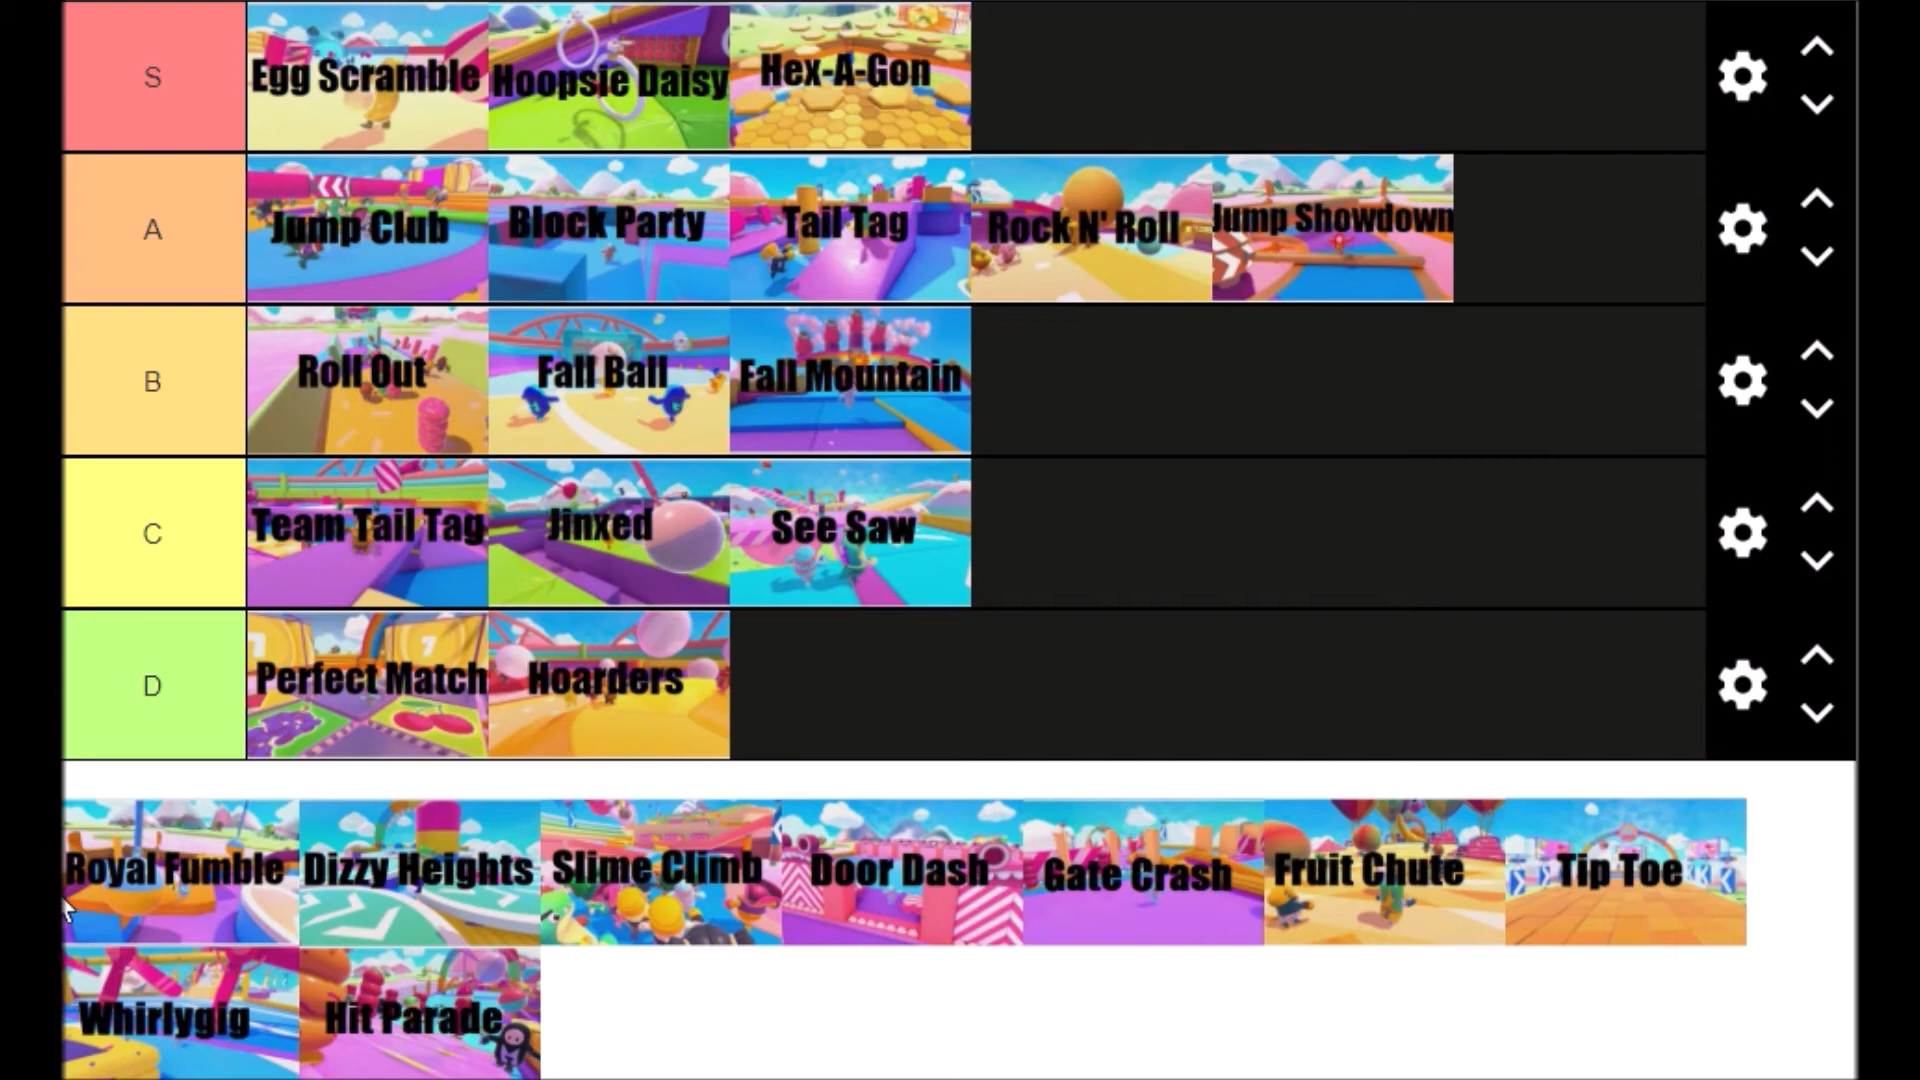 S
Egg Scramble
Hoopsie Daisy
Hex-A-Gon
A
Jump Club
Block Party
Tail Tag
Rock N' Roll
Jump Showdown
B
Roll Out
Fall Ball
Fall Mountain
C
Team Tail Tag
Jinxed
See Saw
D
Perfect Match
Hoarders
Royal Fumble
Dizzy Heights
Slime Climb
Door Dash
Gate Crash
Fruit Chute
Tip Toe
Whirlygig
Hit Parade